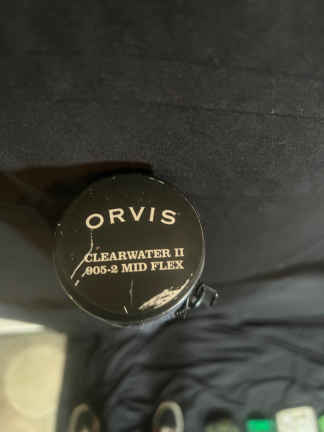 ORVIS
CLEARWATER II
905-2 MID FLEX